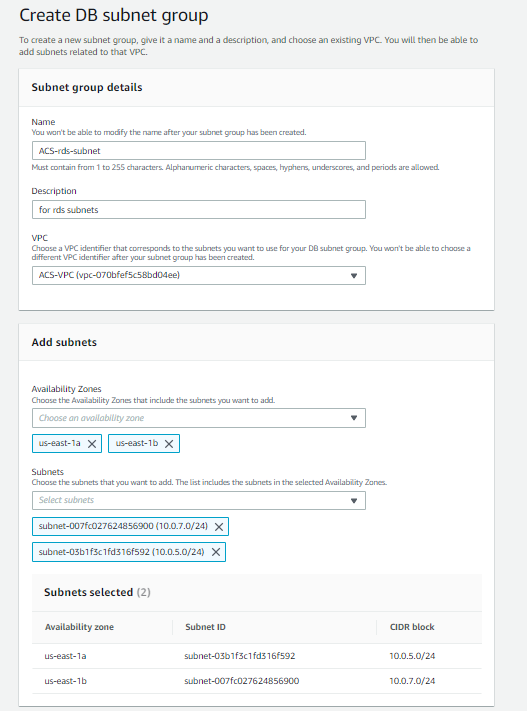 Create DB subnet group
To create a new subnet group, give it a name and a description, and choose an existing VPC. You will then be able to
add subnets related to that VPC.
Subnet group details
Name
You won't be able to modify the name after your subnet group has been created.
ACS-rds-subnet
Must contain from 1 to 255 characters. Alphanumeric characters, spaces, hyphens, underscores, and periods are allowed.
Description
for rds subnets
VPC
Choose a VPC identifier that corresponds to the subnets you want to use for your DB subnet group. You won't be able to choose a
different VPC identifier after your subnet group has been created.
ACS-VPC (vpc-070bfef5c58bd04ee)
Add subnets
Availability Zones
Choose the Availability Zones that include the subnets you want to add.
Choose an availability zone
us-east-1a us-east-1b
Subnets
Choose the subnets that you want to add. The list includes the subnets in the selected Availability Zones.
Select subnets
subnet-007fc027624856900 (10.0.7.0/24)
subnet-03b1f3c1fd316f592 (10.0.5.0/24)
Subnets selected (2)
Availability zone Subnet ID CIDR block
us-east-1a subnet-03b1f3c1fd316f592 10.0.5.0/24
us-east-1b subnet-007fc027624856900 10.0.7.0/24